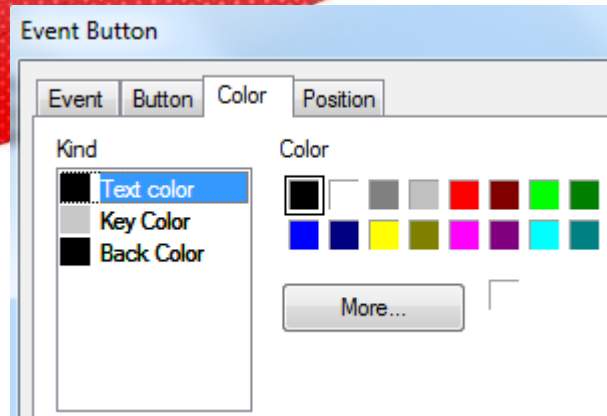 Event Button
Event Button Color Position
Kind Color
Text color
Key Color
Back Color
More...